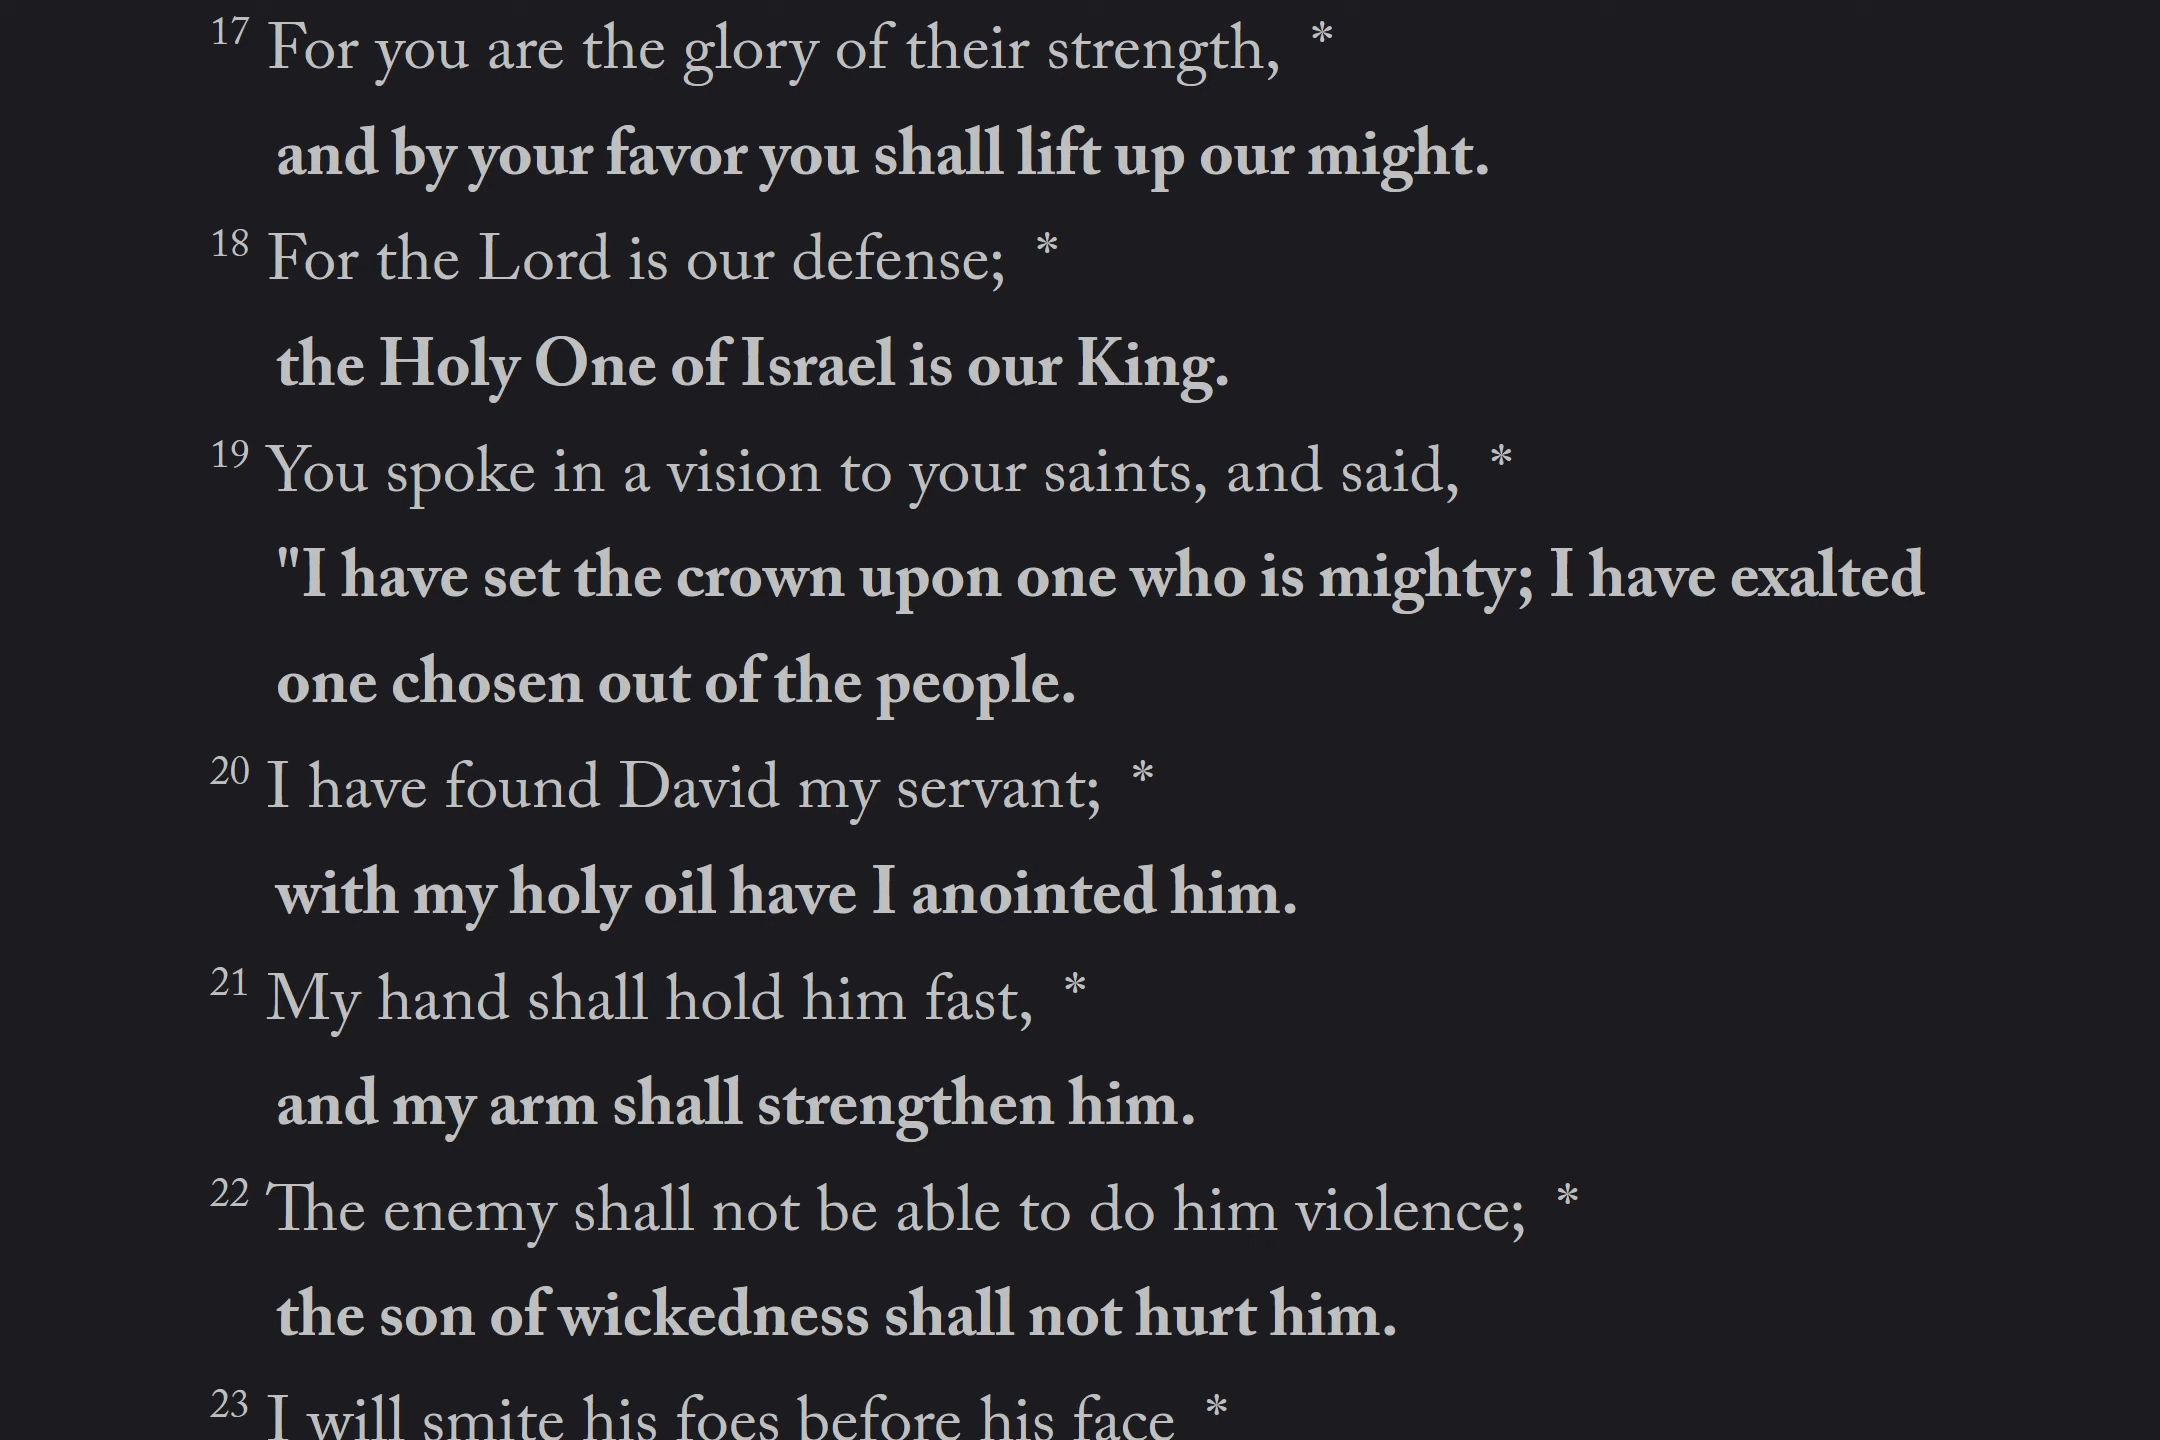 17 For you are the glory of their strength, *
and by your favor you shall lift up our might.
18 For the Lord is our defense; *
the Holy One of Israel is our King.
19 You spoke in a vision to your saints, and said, *
"I have set the crown upon one who is mighty; I have exalted
one chosen out of the people.
20 I have found David my servant; *
with my holy oil have I anointed him.
21 My hand shall hold him fast, *
and my arm shall strengthen him.
22 The enemy shall not be able to do him violence; *
the son of wickedness shall not hurt him.
23 I will smite his foes before his face *